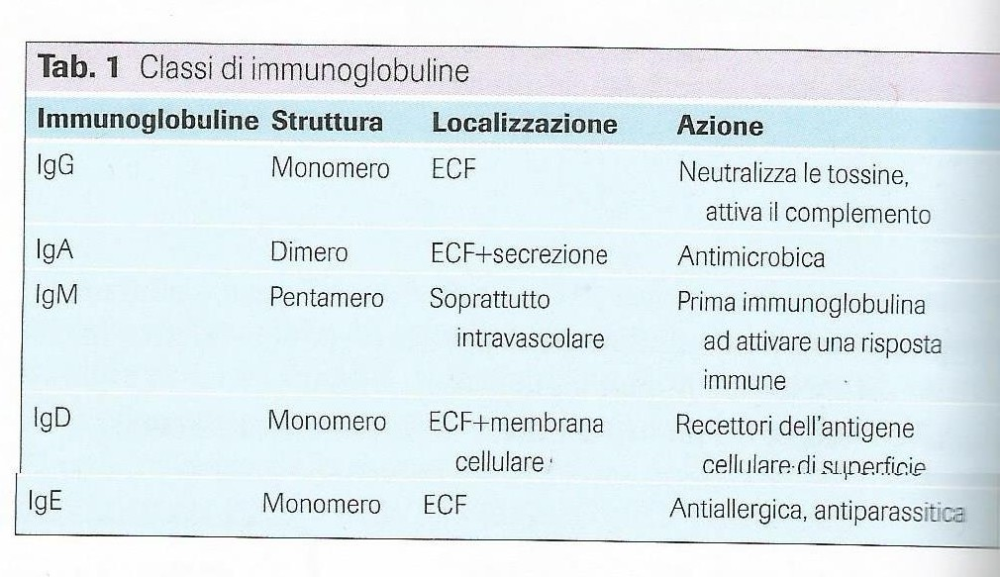 Tab. 1 Classi di immunoglobuline
Immunoglobuline Struttura Localizzazione Azione
IgG Monomero ECF Neutralizza le tossine,
attiva il complemento
IgA Dimero ECF+secrezione Antimicrobica
IgM Pentamero Soprattutto Prima immunoglobulina
intravascolare ad attivare una risposta
immune
IgD Monomero ECF+membrana Recettori dell'antigene
cellulare cellulare di superficie
IgE Monomero ECF Antiallergica, antiparassitica